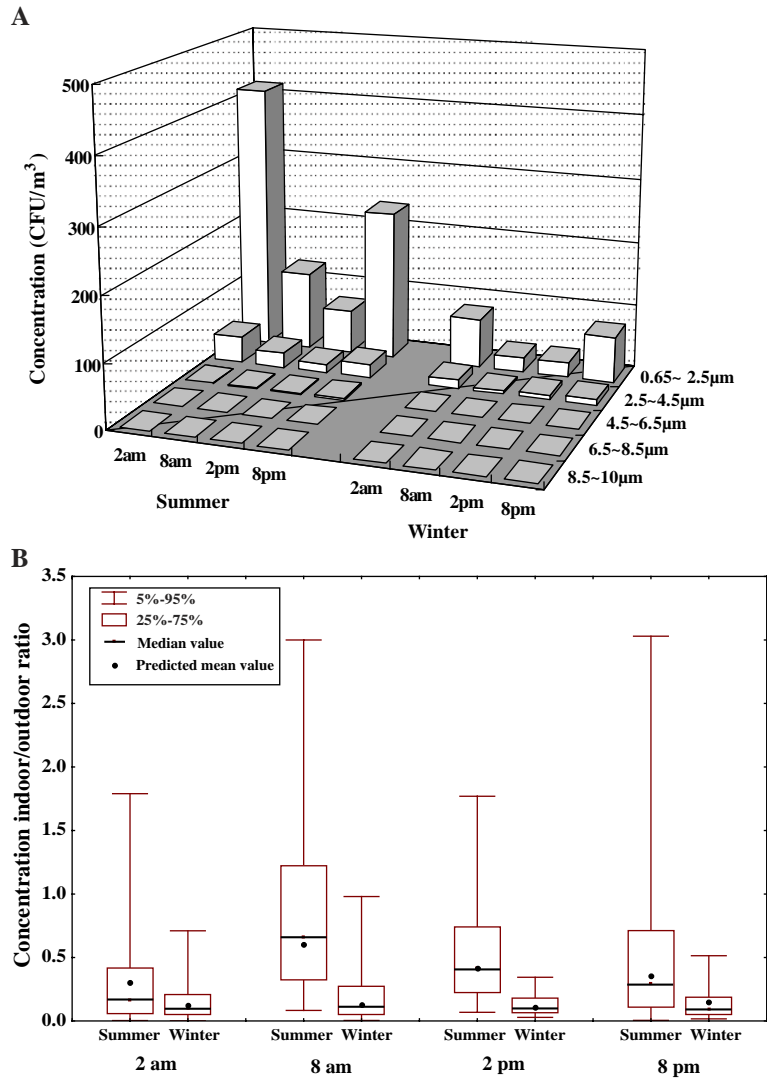 A
Concentration (CFU/m³)
500
400
300
200
100
0
0.65~ 2.5μm
2.5~4.5μm
4.5~6.5μm
6.5~8.5μm
8.5~10μm
2am 8am 2pm 8pm
2am 8am 2pm 8pm
Summer
Winter
B
Concentration indoor/outdoor ratio
3.5
3.0
2.5
2.0
1.5
1.0
0.5
0.0
5%-95%
25%-75%
Median value
Predicted mean value
Summer Winter Summer Winter Summer Winter Summer Winter
2 am 8 am 2 pm 8 pm